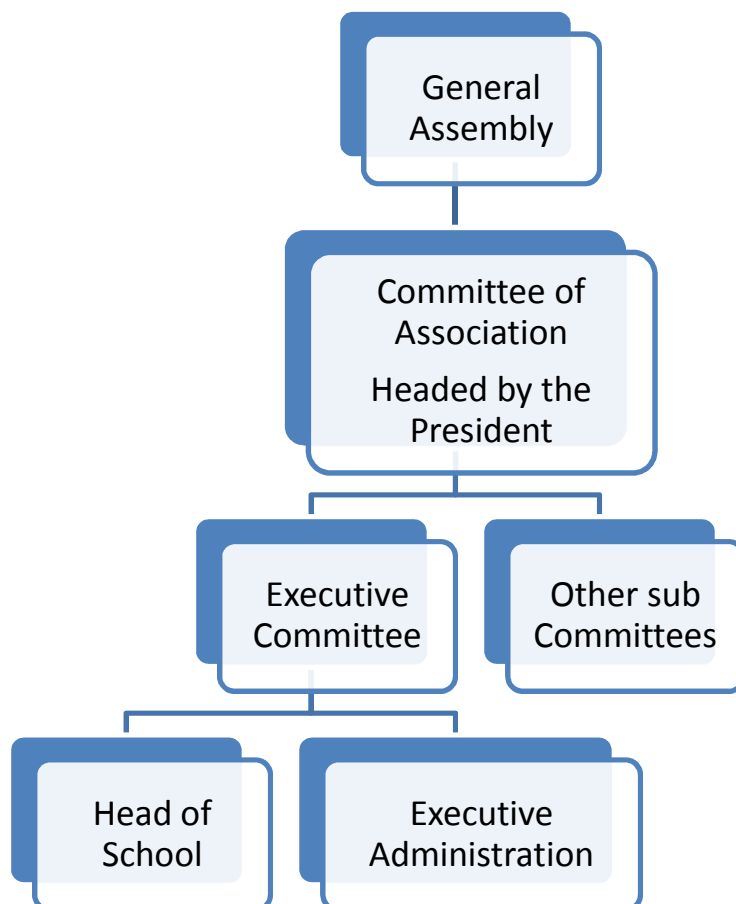 General
Assembly
Committee of
Association
Headed by the
President
Executive
Committee
Other sub
Committees
Head of
School
Executive
Administration